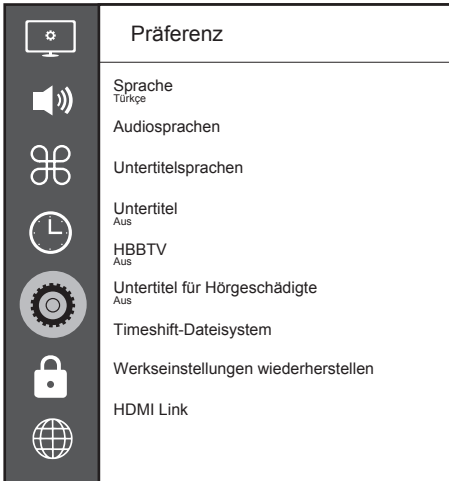 Präferenz
Sprache
Türkçe
Audiosprachen
Untertitelsprachen
Untertitel
Aus
HBBTV
Aus
Untertitel für Hörgeschädigte
Aus
Timeshift-Dateisystem
Werkseinstellungen wiederherstellen
HDMI Link